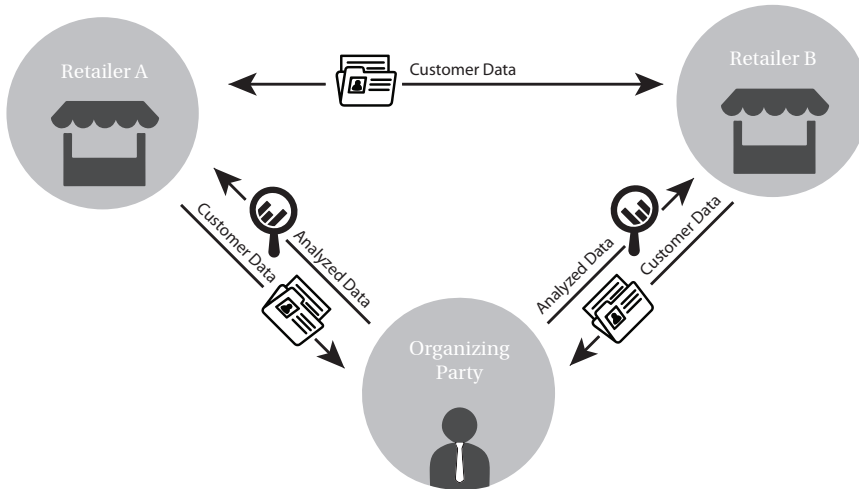 Retailer A
Customer Data
Retailer B
Customer Data
Analyzed Data
Analyzed Data
Customer Data
Organizing
Party